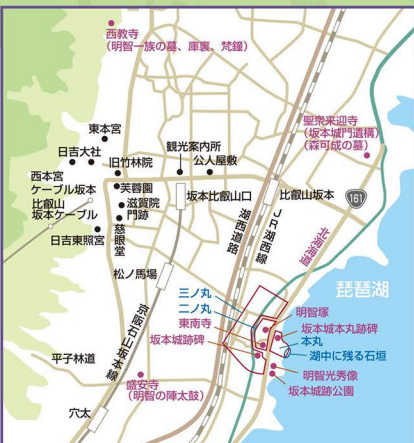 西教寺
（明智一族の墓、庫裏、梵鐘）
聖衆来迎寺
（坂本城門遺構）
（森可成の墓）
東本宮
日吉大社
旧竹林院
観光案内所
公人屋敷
西本宮
ケーブル坂本
比叡山
坂本ケーブル
芙蓉園
滋賀院
門跡
慈眼堂
日吉東照宮
坂本比叡山口
比叡山坂本
161
湖西道路
JR湖西線
北海道
琵琶湖
松ノ馬場
京阪石山坂本線
三ノ丸
二ノ丸
東南寺
坂本城跡碑
明智塚
坂本城本丸跡碑
本丸
湖中に残る石垣
明智光秀像
坂本城跡公園
平子林道
盛安寺
（明智の陣太鼓）
穴太